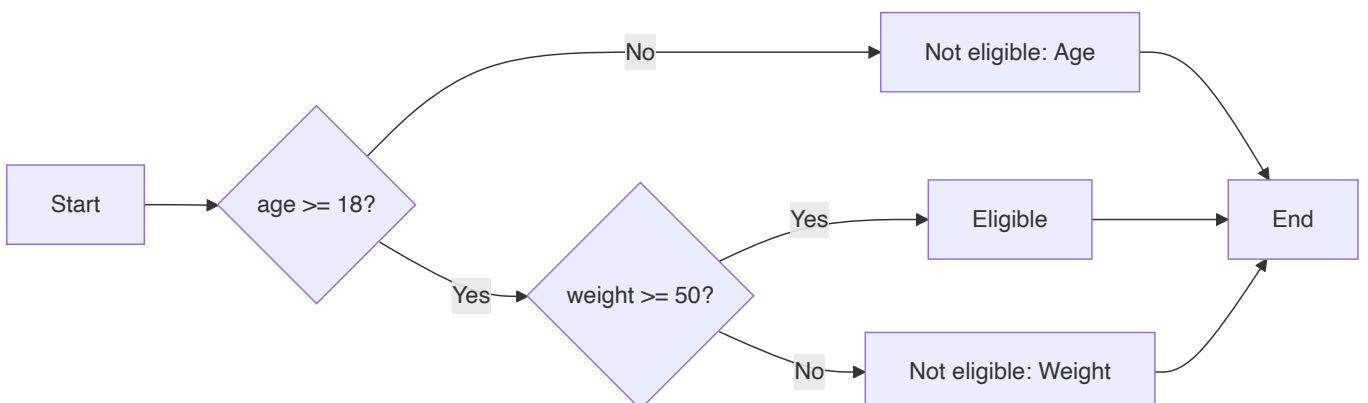 No
Not eligible: Age
Start
age >= 18?
Yes
Eligible
End
Yes
weight >= 50?
No
Not eligible: Weight